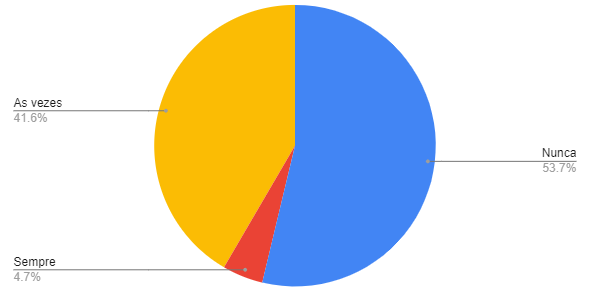 As vezes
41.6%
Nunca
53.7%
Sempre
4.7%